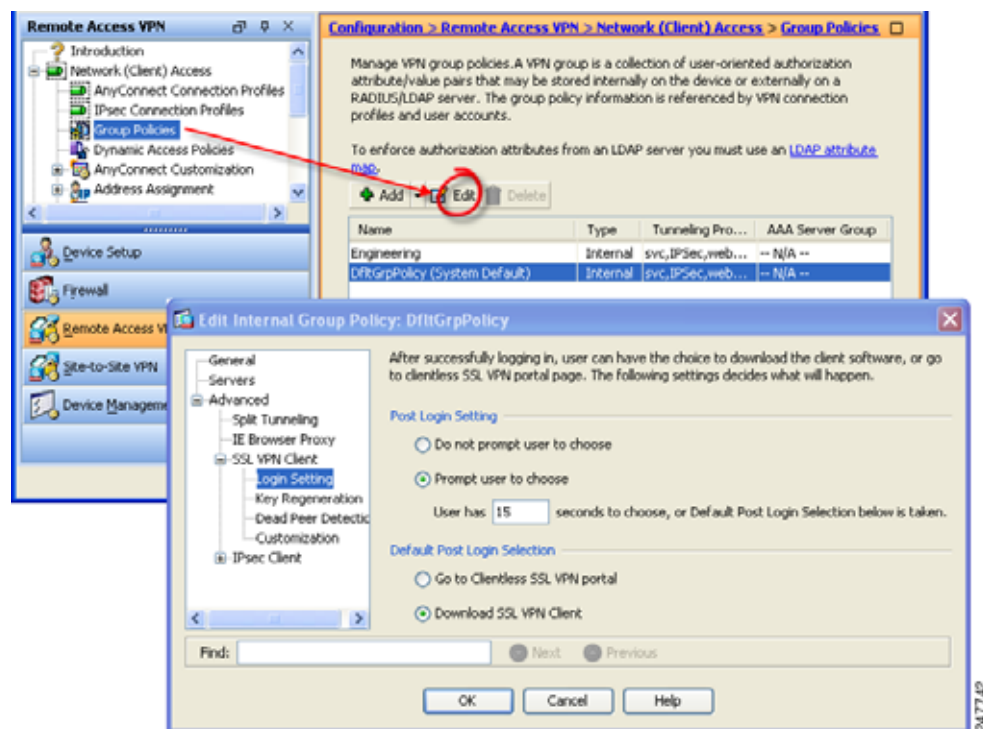 Remote Access VPN
Introduction
Network (Client) Access
AnyConnect Connection Profiles
IPsec Connection Profiles
Group Policies
Dynamic Access Policies
AnyConnect Customization
Address Assignment
Device Setup
Firewall
Remote Access V
Site-to-Site VPN
Device Manageme
Configuration > Remote Access VPN > Network (Client) Access > Group Policies
Manage VPN group policies.A VPN group is a collection of user-oriented authorization
attribute/value pairs that may be stored internally on the device or externally on a
RADIUS/LDAP server. The group policy information is referenced by VPN connection
profiles and user accounts.
To enforce authorization attributes from an LDAP server you must use an LDAP attribute
map.
Add Edit Delete
Name Type Tunneling Pro... AAA Server Group
Engineering Internal svc,IPSec,web... -- N/A --
DfltGrpPolicy (System Default) Internal svc,IPSec,web... -- N/A --
Edit Internal Group Policy: DfltGrpPolicy
General
Servers
Advanced
Split Tunneling
IE Browser Proxy
SSL VPN Client
Login Setting
Key Regeneration
Dead Peer Detectic
Customization
IPsec Client
After successfully logging in, user can have the choice to download the client software, or go
to clientless SSL VPN portal page. The following settings decides what will happen.
Post Login Setting
Do not prompt user to choose
Prompt user to choose
User has 15 seconds to choose, or Default Post Login Selection below is taken.
Default Post Login Selection
Go to Clientless SSL VPN portal
Download SSL VPN Client
Find: Next Previous
OK Cancel Help
247742